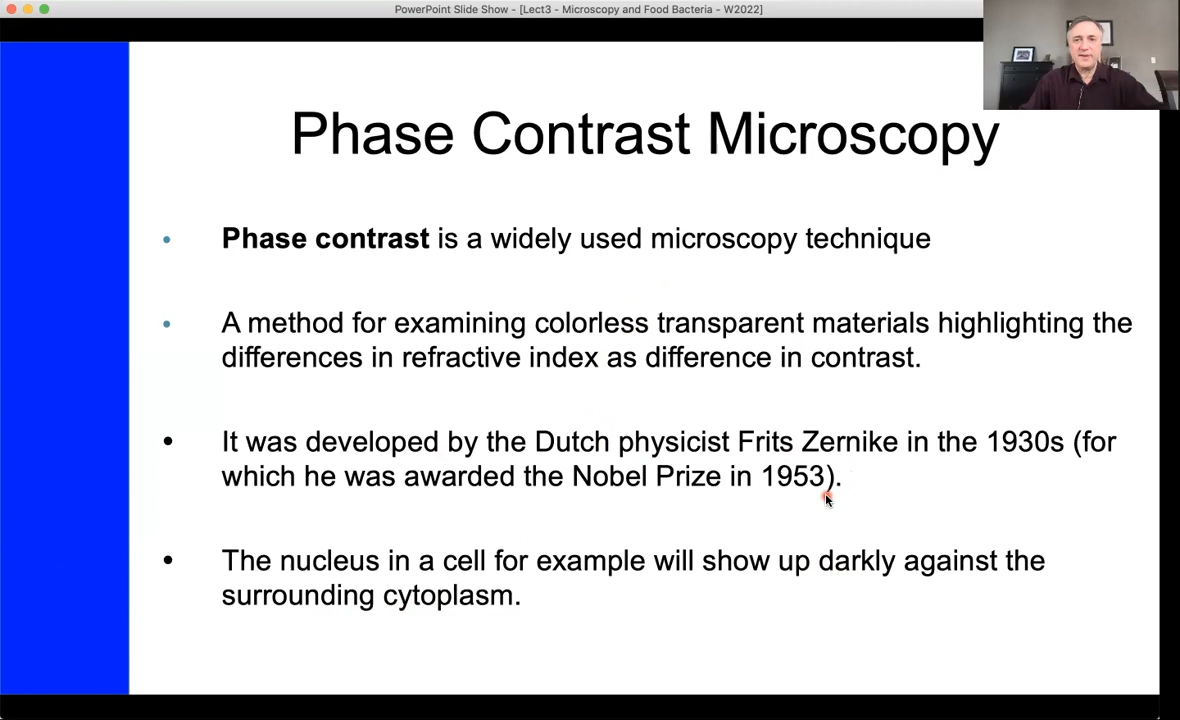 PowerPoint Slide Show - [Lect3 - Microscopy and Food Bacteria - W2022]
Phase Contrast Microscopy
• Phase contrast is a widely used microscopy technique
• A method for examining colorless transparent materials highlighting the
differences in refractive index as difference in contrast.
• It was developed by the Dutch physicist Frits Zernike in the 1930s (for
which he was awarded the Nobel Prize in 1953).
• The nucleus in a cell for example will show up darkly against the
surrounding cytoplasm.